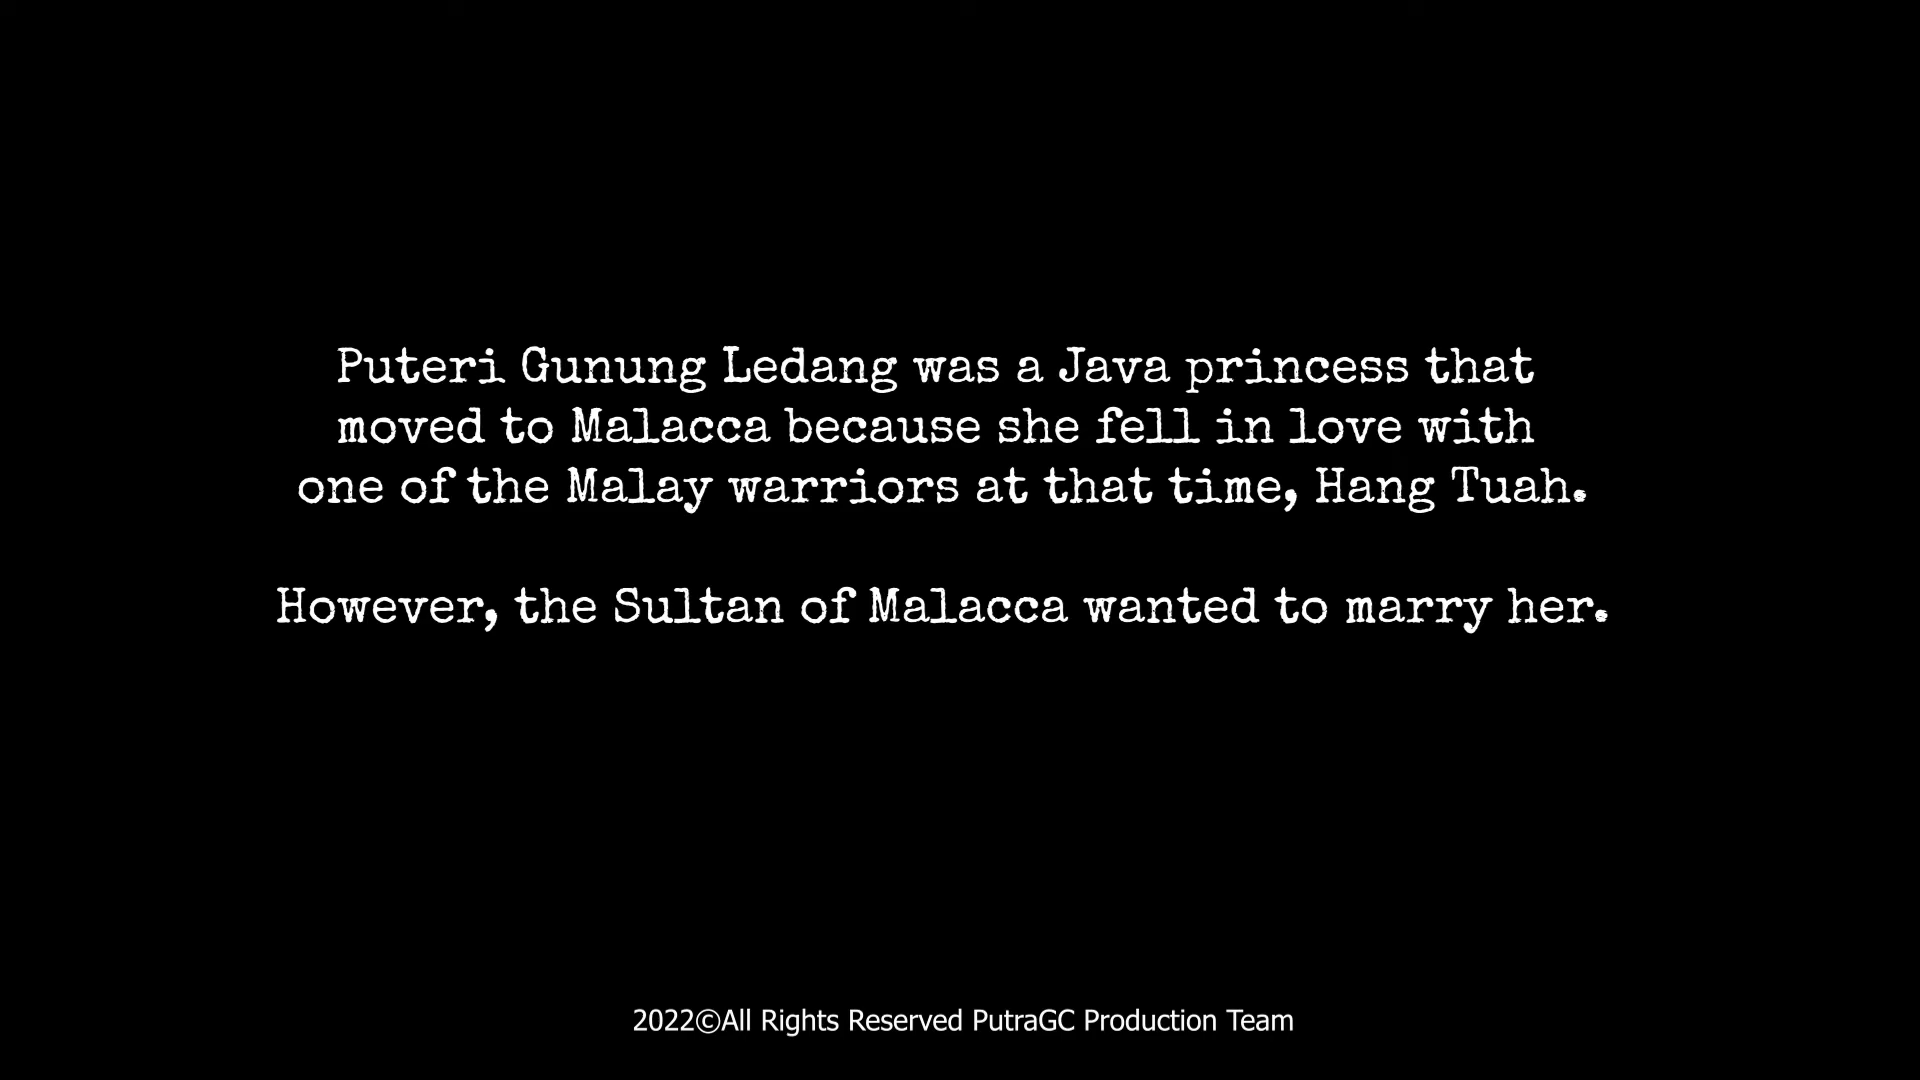 Puteri Gunung Ledang was a Java princess that
moved to Malacca because she fell in love with
one of the Malay warriors at that time, Hang Tuah.
However, the Sultan of Malacca wanted to marry her.
2022©All Rights Reserved PutraGC Production Team